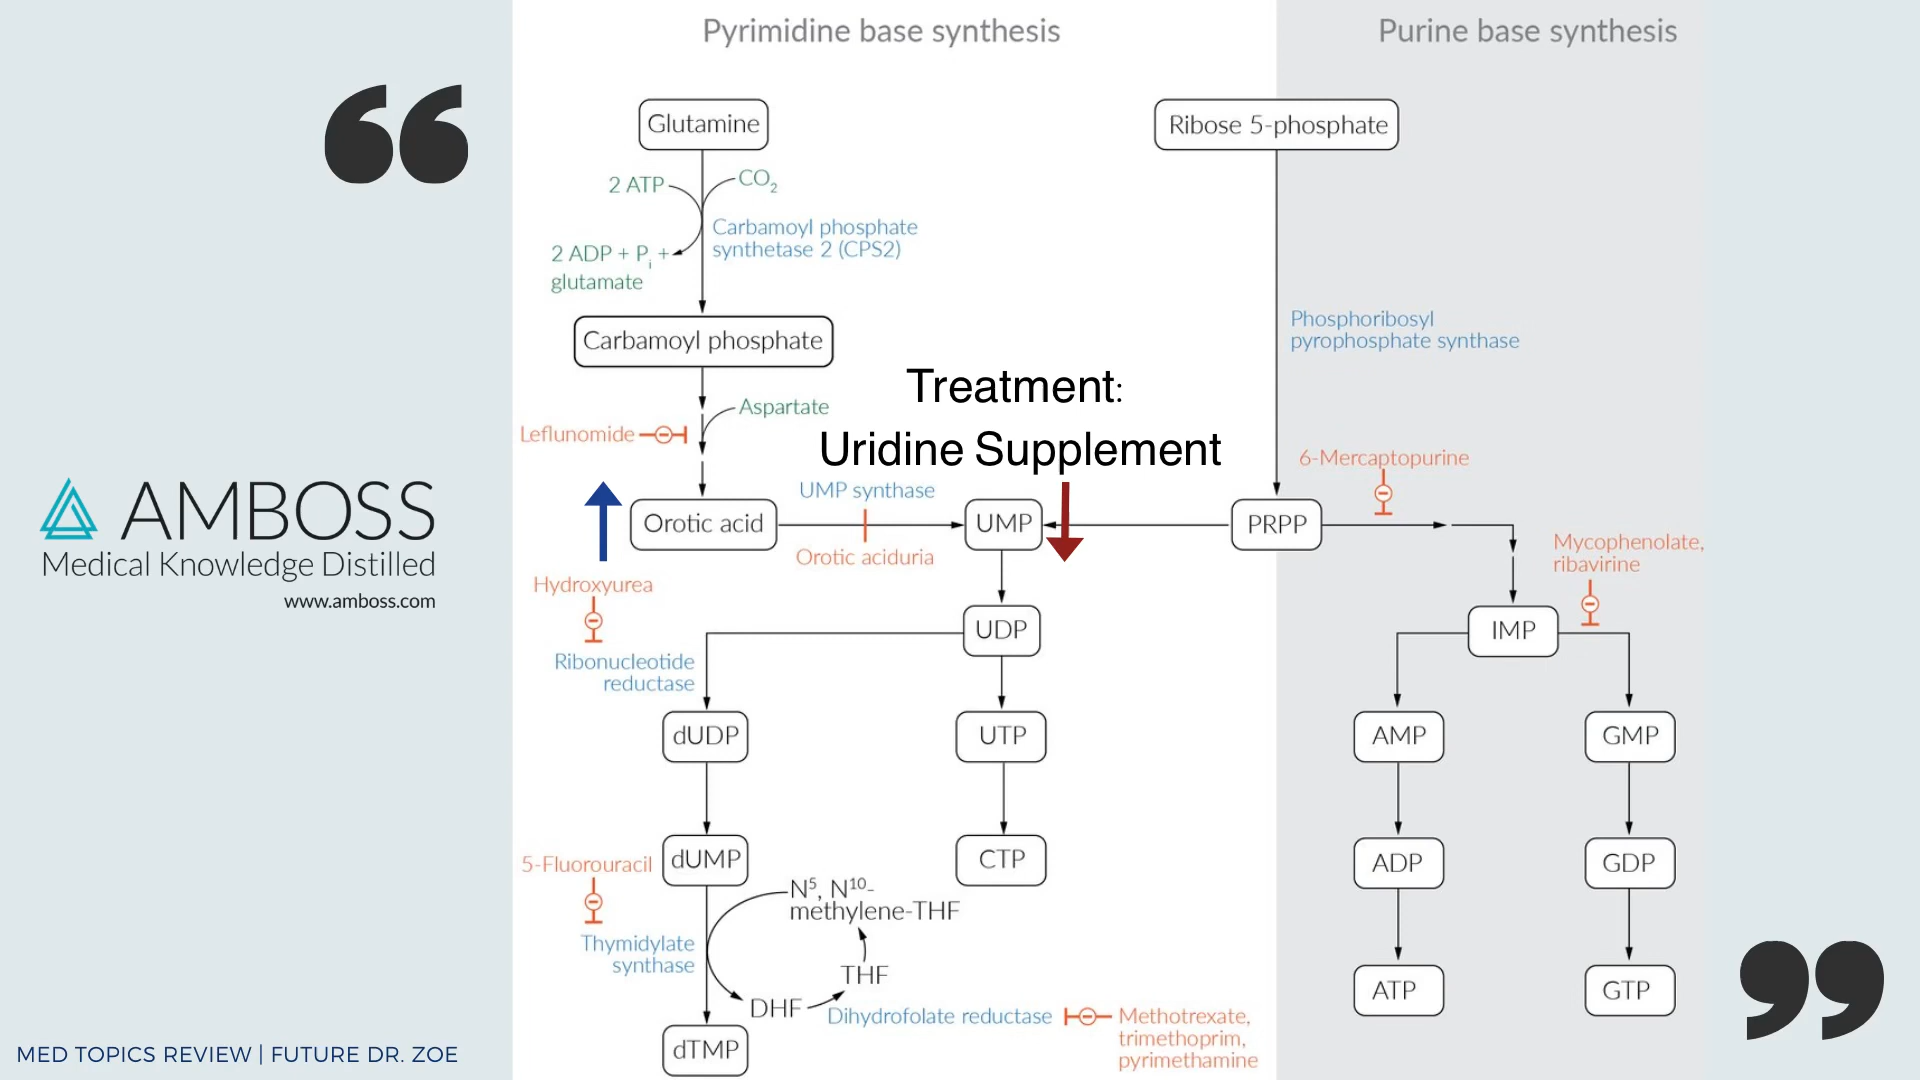 Pyrimidine base synthesis
Purine base synthesis
“
Glutamine
Ribose 5-phosphate
2 ATP
CO₂
Carbamoyl phosphate
synthetase 2 (CPS2)
2 ADP + Pᵢ +
glutamate
Phosphoribosyl
pyrophosphate synthase
Carbamoyl phosphate
Treatment:
Uridine Supplement
Aspartate
Leflunomide
6-Mercaptopurine
UMP synthase
Orotic acid
UMP
PRPP
Orotic aciduria
Mycophenolate,
ribavirine
AMBOSS
Medical Knowledge Distilled
www.amboss.com
Hydroxyurea
Ribonucleotide
reductase
UDP
IMP
dUDP
UTP
AMP
GMP
5-Fluorouracil
dUMP
CTP
ADP
GDP
N⁵, N¹⁰-
methylene-THF
Thymidylate
synthase
THF
DHF
Dihydrofolate reductase
Methotrexate,
trimethoprim,
pyrimethamine
ATP
GTP
dTMP
”
MED TOPICS REVIEW | FUTURE DR. ZOE